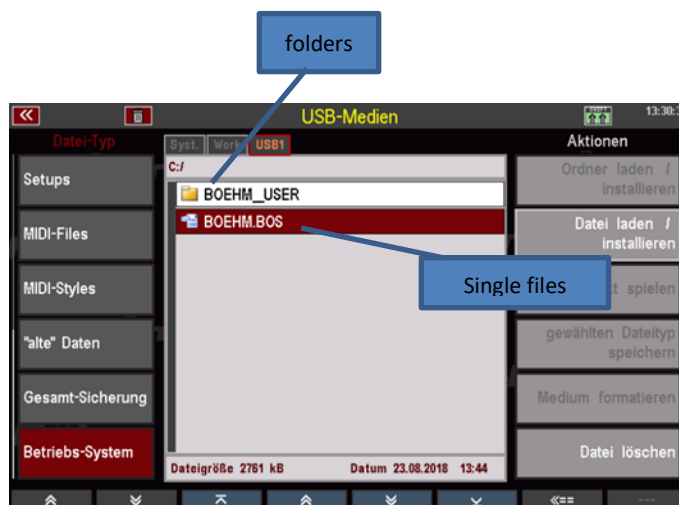 folders
USB-Medien
13:30:3
Datei-Typ
Syst. Work USB1
Aktionen
C:/
Setups
BOEHM_USER
Ordner laden /
installieren
BOEHM.BOS
MIDI-Files
Datei laden /
installieren
Single files
MIDI-Styles
spielen
"alte" Daten
gewählten Dateityp
speichern
Gesamt-Sicherung
Medium formatieren
Betriebs-System
Datei löschen
Dateigröße 2761 kB Datum 23.08.2018 13:44
«==
---